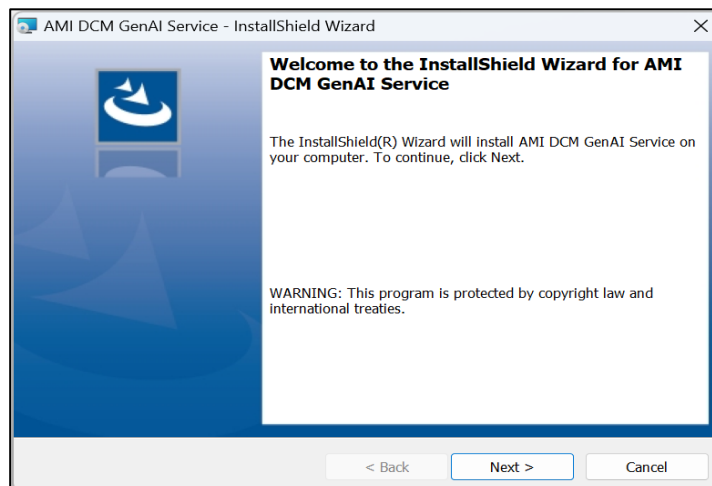 AMI DCM GenAI Service - InstallShield Wizard
Welcome to the InstallShield Wizard for AMI
DCM GenAI Service
The InstallShield(R) Wizard will install AMI DCM GenAI Service on
your computer. To continue, click Next.
WARNING: This program is protected by copyright law and
international treaties.
< Back
Next >
Cancel